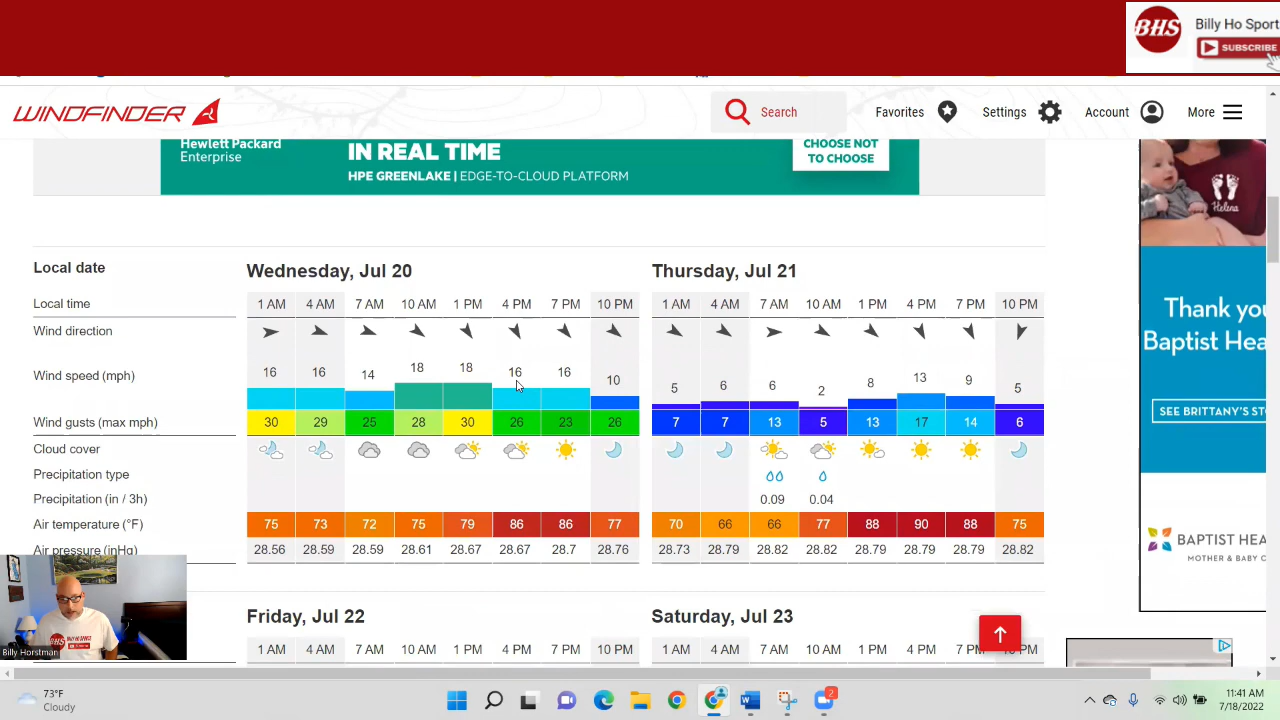 BHS
Billy Ho Sport
SUBSCRIBE
WINDFINDER
Search
Favorites
Settings
Account
More
Hewlett Packard
Enterprise
IN REAL TIME
HPE GREENLAKE | EDGE-TO-CLOUD PLATFORM
CHOOSE NOT
TO CHOOSE
Helena
Local date
Wednesday, Jul 20
Thursday, Jul 21
Local time 1 AM 4 AM 7 AM 10 AM 1 PM 4 PM 7 PM 10 PM 1 AM 4 AM 7 AM 10 AM 1 PM 4 PM 7 PM 10 PM
Wind direction
Wind speed (mph) 16 16 14 18 18 16 16 10 5 6 6 2 8 13 9 5
Wind gusts (max mph) 30 29 25 28 30 26 23 26 7 7 13 5 13 17 14 6
Cloud cover
Precipitation type
Precipitation (in / 3h) 0.09 0.04
Air temperature (°F) 75 73 72 75 79 86 86 77 70 66 66 77 88 90 88 75
Air pressure (inHg) 28.56 28.59 28.59 28.61 28.67 28.67 28.7 28.76 28.73 28.79 28.82 28.82 28.79 28.79 28.79 28.82
Friday, Jul 22
Saturday, Jul 23
1 AM 4 AM 7 AM 10 AM 1 PM 4 PM 7 PM 10 PM 1 AM 4 AM 7 AM 10 AM 1 PM 4 PM 7 PM 10 PM
Thank you
Baptist Hea
SEE BRITTANY'S STO
BAPTIST HEA
MOTHER & BABY C
BHS
Billy Horstman
73°F
Cloudy
2
11:41 AM
7/18/2022